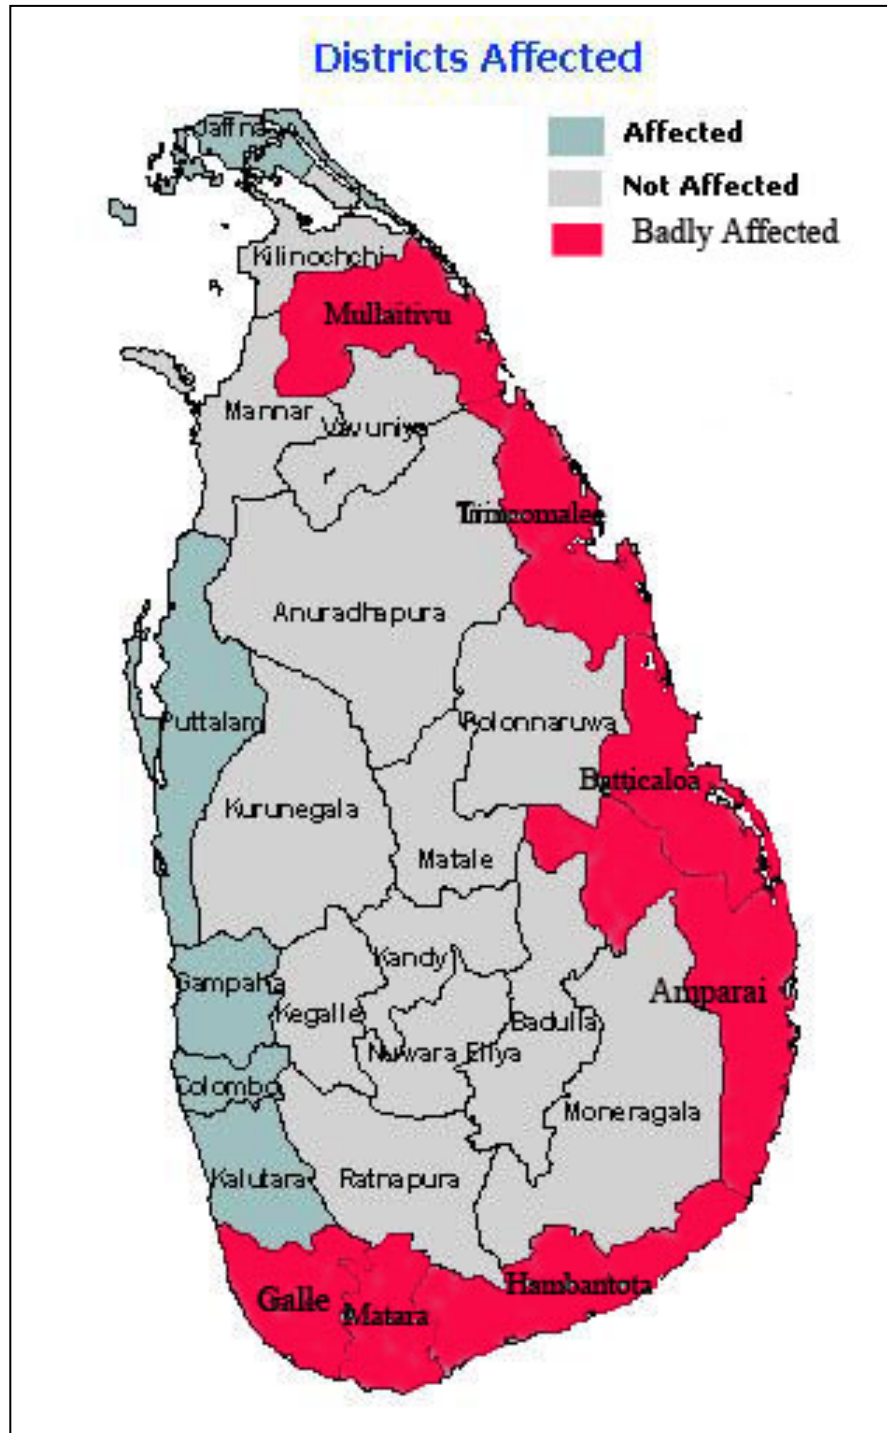 Districts Affected
Jaffna
Affected
Not Affected
Badly Affected
Kilinochchi
Mullaitivu
Mannar
Vavuniya
Trincomalee
Anuradhapura
Puttalam
Polonnaruwa
Batticaloa
Kurunegala
Matale
Kandy
Gampaha
Amparai
Kegalle
Badulla
Nuwara Eliya
Colombo
Moneragala
Kalutara
Ratnapura
Hambantota
Galle
Matara